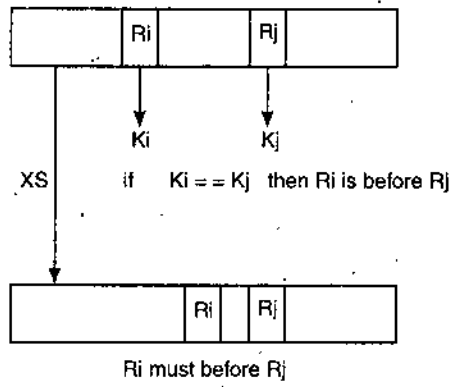 Ri Rj
Ki Kj
XS if Ki == Kj then Ri is before Rj
Ri Rj
Ri must before Rj